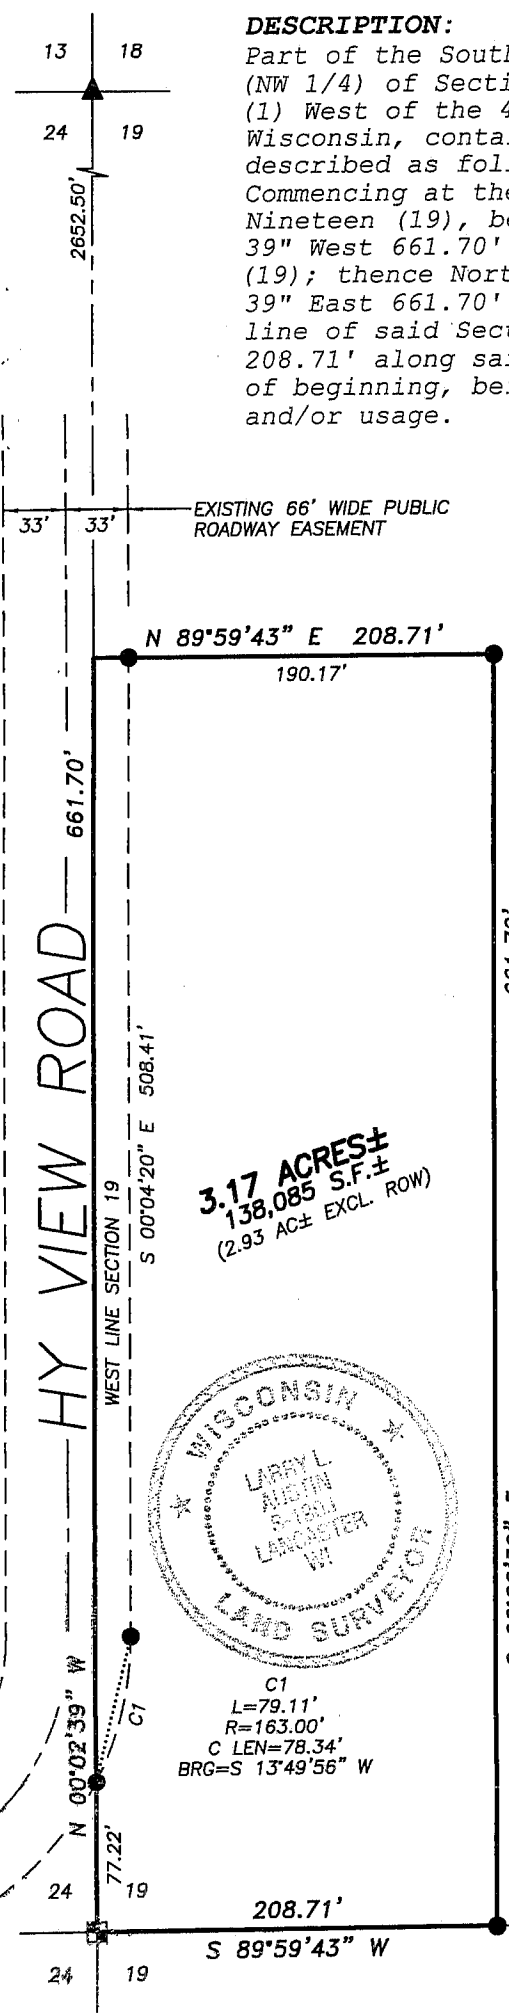 13 18
24 19
2652.50'
DESCRIPTION:
Part of the South
(NW 1/4) of Secti
(1) West of the 4
Wisconsin, conta
described as fol
Commencing at the
Nineteen (19), be
39" West 661.70'
(19); thence Nort
39" East 661.70'
line of said Sect
208.71' along sai
of beginning, bei
and/or usage.
33' 33'
EXISTING 66' WIDE PUBLIC
ROADWAY EASEMENT
N 89°59'43" E 208.71'
190.17'
661.70'
HY VIEW ROAD
WEST LINE SECTION 19
S 00°04'20" E 508.41'
3.17 ACRES±
138,085 S.F.±
(2.93 AC± EXCL. ROW)
WISCONSIN
LARRY L.
AUSTIN
LANCASTER
WI
LAND SURVEYOR
C1
L=79.11'
R=163.00'
C LEN=78.34'
BRG=S 13°49'56" W
C1
N 00°02'39" W
77.22'
24 19
208.71'
S 89°59'43" W
24 19